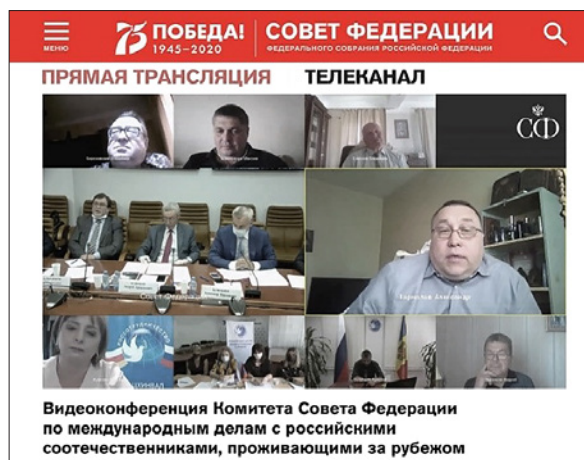 МЕНЮ
75 ПОБЕДА!
1945–2020
СОВЕТ ФЕДЕРАЦИИ
ФЕДЕРАЛЬНОГО СОБРАНИЯ РОССИЙСКОЙ ФЕДЕРАЦИИ
ПРЯМАЯ ТРАНСЛЯЦИЯ ТЕЛЕКАНАЛ
СФ
Александр
Видеоконференция Комитета Совета Федерации
по международным делам с российскими
соотечественниками, проживающими за рубежом